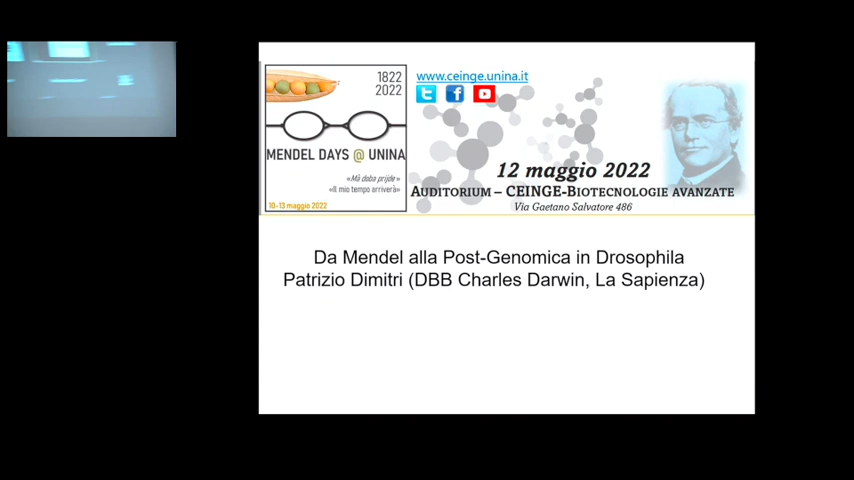 1822
2022
MENDEL DAYS @ UNINA
«Má doba prijde»
«Il mio tempo arriverà»
10-13 maggio 2022
www.ceinge.unina.it
12 maggio 2022
AUDITORIUM – CEINGE-BIOTECNOLOGIE AVANZATE
Via Gaetano Salvatore 486
Da Mendel alla Post-Genomica in Drosophila
Patrizio Dimitri (DBB Charles Darwin, La Sapienza)